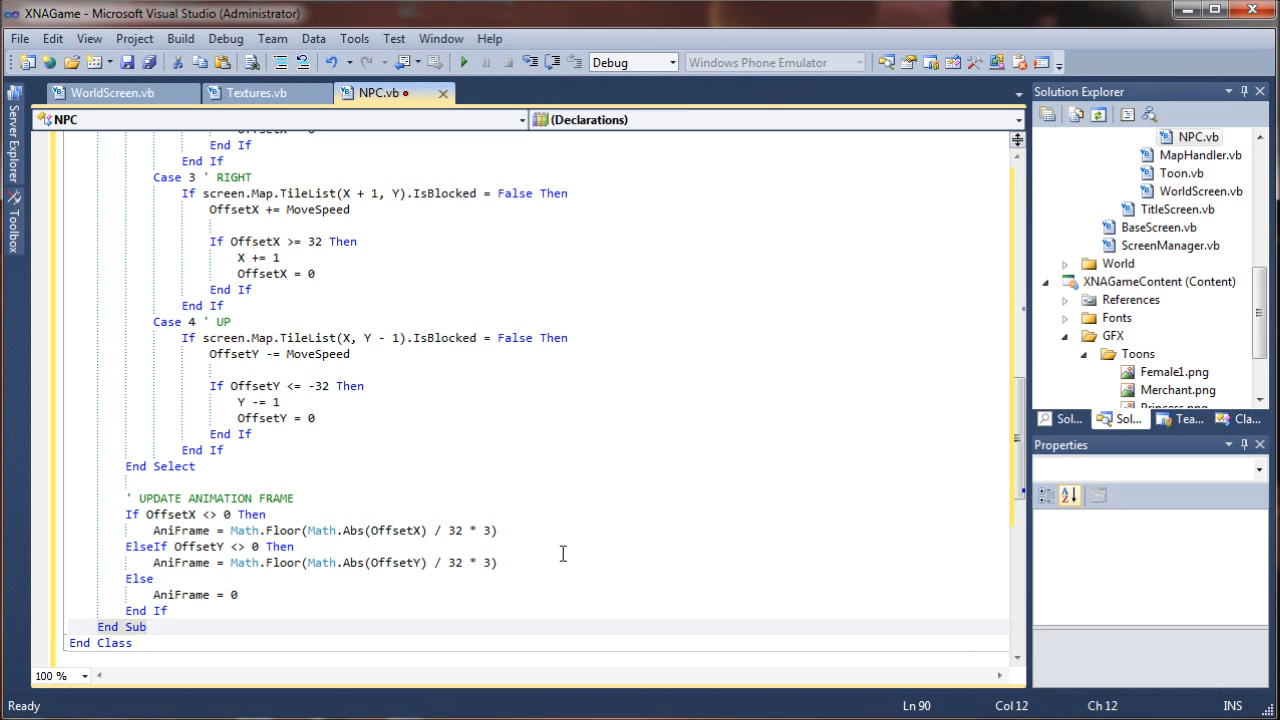 XNAGame - Microsoft Visual Studio (Administrator)
File Edit View Project Build Debug Team Data Tools Test Window Help
Debug Windows Phone Emulator
WorldScreen.vb Textures.vb NPC.vb
NPC (Declarations)
Server Explorer
Toolbox
OffsetX = 0
End If
End If
Case 3 ' RIGHT
If screen.Map.TileList(X + 1, Y).IsBlocked = False Then
OffsetX += MoveSpeed
If OffsetX >= 32 Then
X += 1
OffsetX = 0
End If
End If
Case 4 ' UP
If screen.Map.TileList(X, Y - 1).IsBlocked = False Then
OffsetY -= MoveSpeed
If OffsetY <= -32 Then
Y -= 1
OffsetY = 0
End If
End If
End Select
' UPDATE ANIMATION FRAME
If OffsetX <> 0 Then
AniFrame = Math.Floor(Math.Abs(OffsetX) / 32 * 3)
ElseIf OffsetY <> 0 Then
AniFrame = Math.Floor(Math.Abs(OffsetY) / 32 * 3)
Else
AniFrame = 0
End If
End Sub
End Class
100 %
Solution Explorer
NPC.vb
MapHandler.vb
Toon.vb
WorldScreen.vb
TitleScreen.vb
BaseScreen.vb
ScreenManager.vb
World
XNAGameContent (Content)
References
Fonts
GFX
Toons
Female1.png
Merchant.png
Princess.png
Sol... Sol... Tea... Cla...
Properties
Ready Ln 90 Col 12 Ch 12 INS